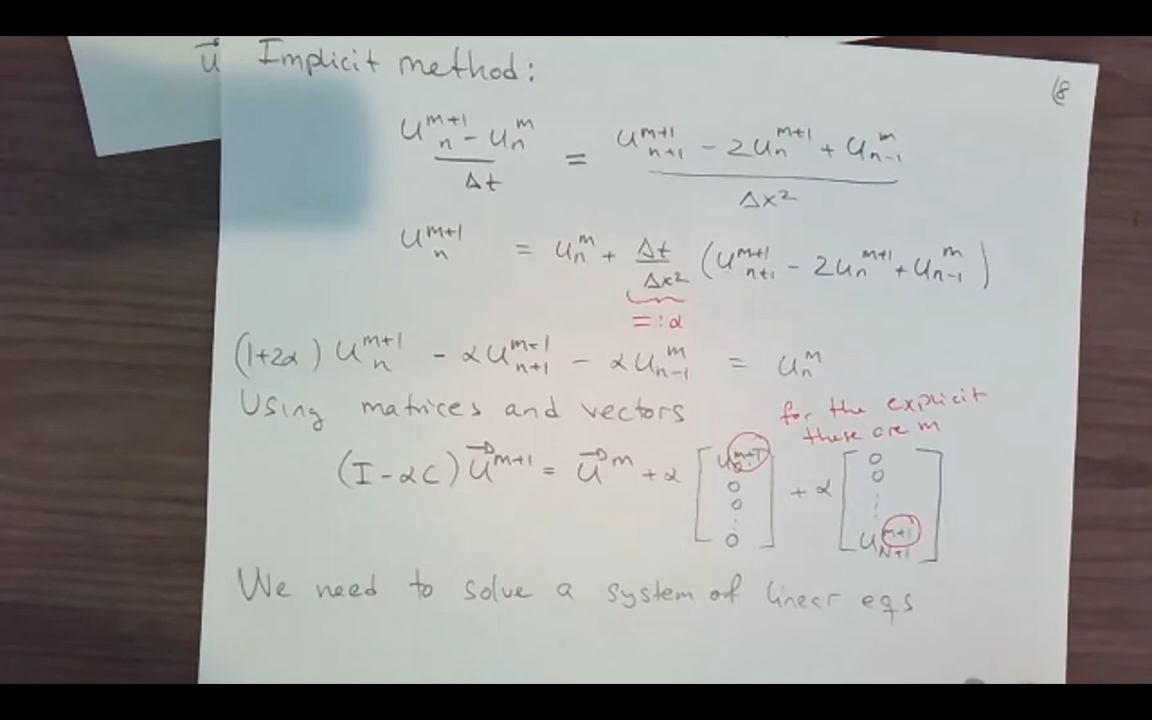 u⃗ Implicit method:
(8
(u_n^{m+1} - u_n^m) / Δt = (u_{n+1}^{m+1} - 2u_n^{m+1} + u_{n-1}^m) / Δx²
u_n^{m+1} = u_n^m + Δt/Δx² (u_{n+1}^{m+1} - 2u_n^{m+1} + u_{n-1}^m)
=: α
(1+2α) u_n^{m+1} - α u_{n+1}^{m+1} - α u_{n-1}^m = u_n^m
Using matrices and vectors
for the explicit
these are m
(I - αC) u⃗^{m+1} = u⃗^m + α [u_0^{m+1} 0 0 ⋮ 0] + α [0 0 ⋮ u_{N+1}^{m+1}]
We need to solve a system of linear eqs